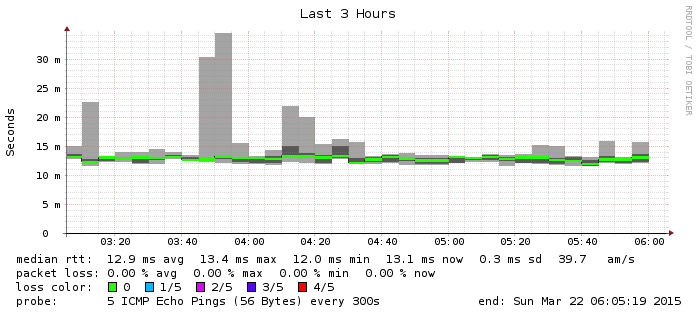 Last 3 Hours
RRDTOOL / TOBI OETIKER
Seconds
30 m
25 m
20 m
15 m
10 m
5 m
0
03:20 03:40 04:00 04:20 04:40 05:00 05:20 05:40 06:00
median rtt: 12.9 ms avg 13.4 ms max 12.0 ms min 13.1 ms now 0.3 ms sd 39.7 am/s
packet loss: 0.00 % avg 0.00 % max 0.00 % min 0.00 % now
loss color: 0 1/5 2/5 3/5 4/5
probe: 5 ICMP Echo Pings (56 Bytes) every 300s end: Sun Mar 22 06:05:19 2015